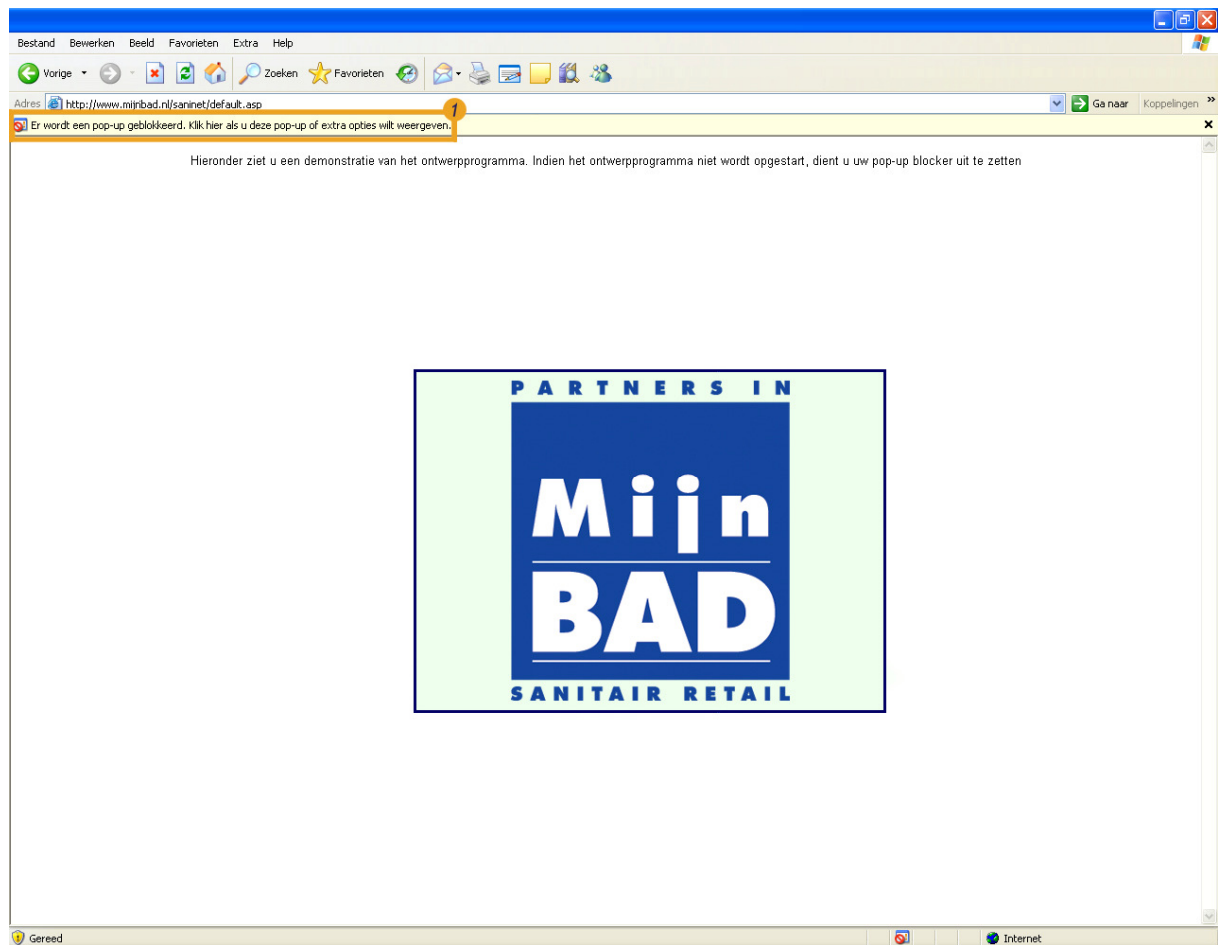 Bestand Bewerken Beeld Favorieten Extra Help
Vorige Zoeken Favorieten
Adres http://www.mijnbad.nl/saninet/default.asp Ga naar Koppelingen »
1
Er wordt een pop-up geblokkeerd. Klik hier als u deze pop-up of extra opties wilt weergeven.
Hieronder ziet u een demonstratie van het ontwerpprogramma. Indien het ontwerpprogramma niet wordt opgestart, dient u uw pop-up blocker uit te zetten
PARTNERS IN
Mijn
BAD
SANITAIR RETAIL
Gereed Internet